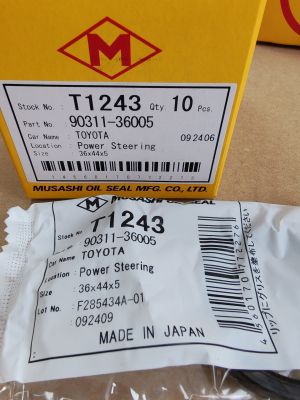 M
Stock No. : T1243 Qty. 10 Pcs.
Part No. : 90311-36005
Car Name : TOYOTA 092406
Location : Power Steering
Size : 36x44x5
MUSASHI OIL SEAL MFG. CO., LTD.
M
MUSASHI OIL SEAL
Stock No. : T1243
90311-36005
Car Name : TOYOTA
Location : Power Steering
Size : 36x44x5
Lot No. : F285434A-01
092409
MADE IN JAPAN